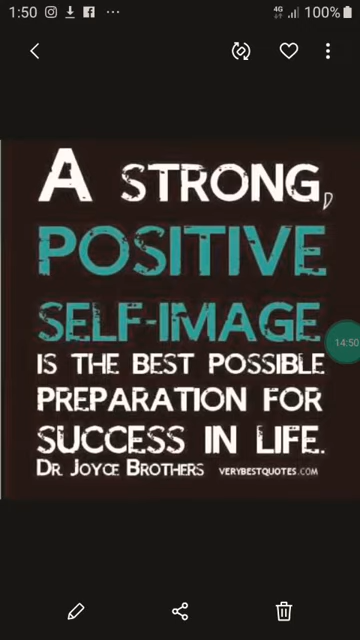 1:50 ... 4G 100%
A STRONG,
POSITIVE
SELF-IMAGE
14:50
IS THE BEST POSSIBLE
PREPARATION FOR
SUCCESS IN LIFE.
DR. JOYCE BROTHERS VERYBESTQUOTES.COM